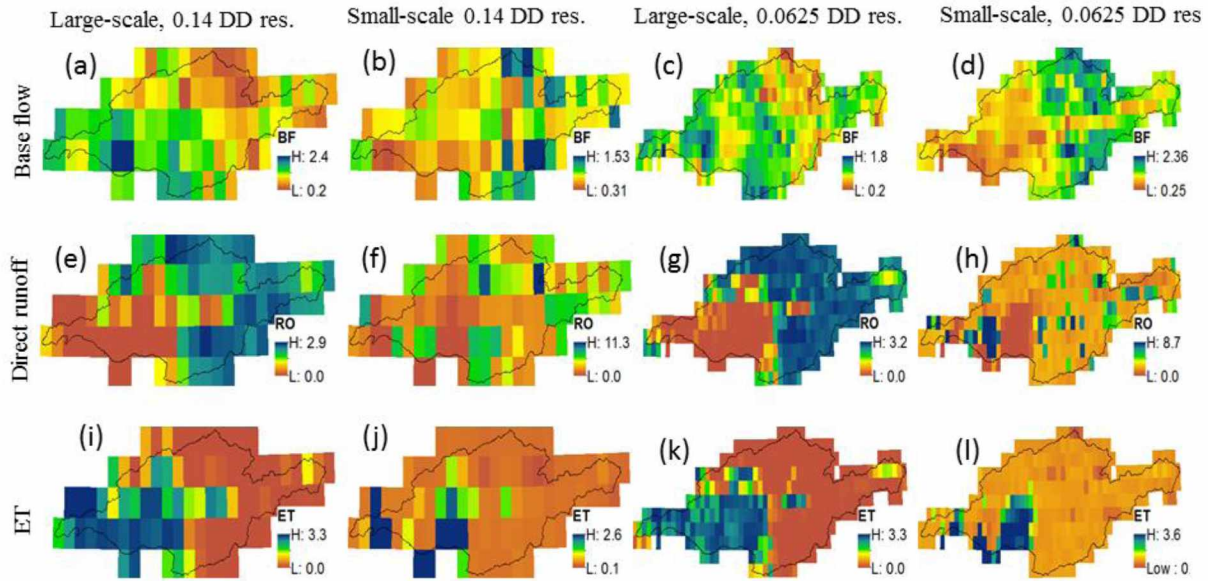 Large-scale, 0.14 DD res.
Small-scale 0.14 DD res.
Large-scale, 0.0625 DD res.
Small-scale, 0.0625 DD res
Base flow
(a)
BF
H: 2.4
L: 0.2
(b)
BF
H: 1.53
L: 0.31
(c)
BF
H: 1.8
L: 0.2
(d)
BF
H: 2.36
L: 0.25
Direct runoff
(e)
RO
H: 2.9
L: 0.0
(f)
RO
H: 11.3
L: 0.0
(g)
RO
H: 3.2
L: 0.0
(h)
RO
H: 8.7
L: 0.0
ET
(i)
ET
H: 3.3
L: 0.0
(j)
ET
H: 2.6
L: 0.1
(k)
ET
H: 3.3
L: 0.0
(l)
ET
H: 3.6
Low : 0